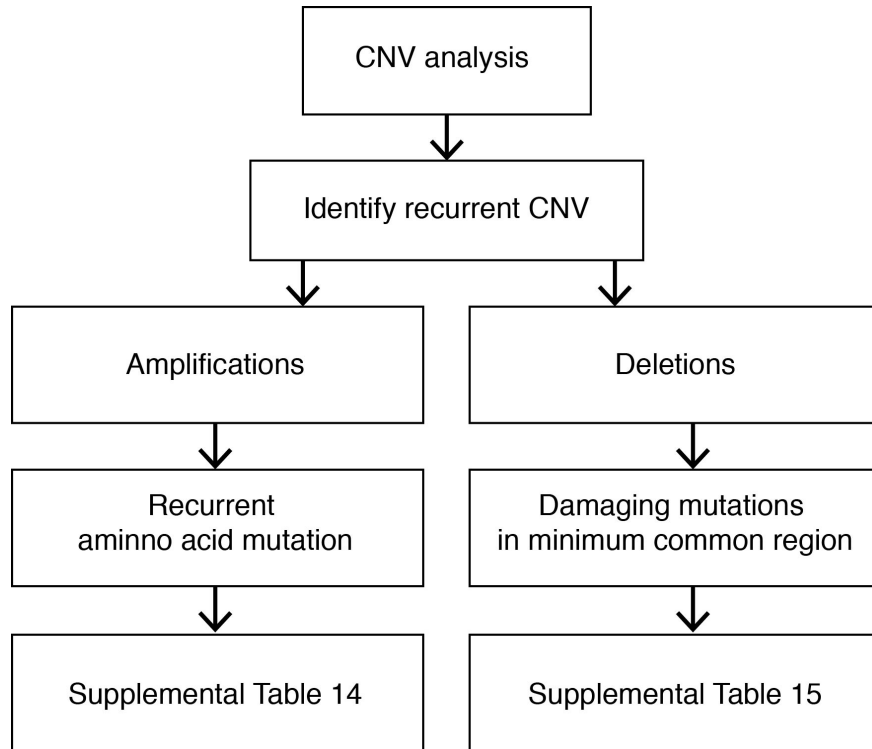 CNV analysis
Identify recurrent CNV
Amplifications
Deletions
Recurrent
aminno acid mutation
Damaging mutations
in minimum common region
Supplemental Table 14
Supplemental Table 15